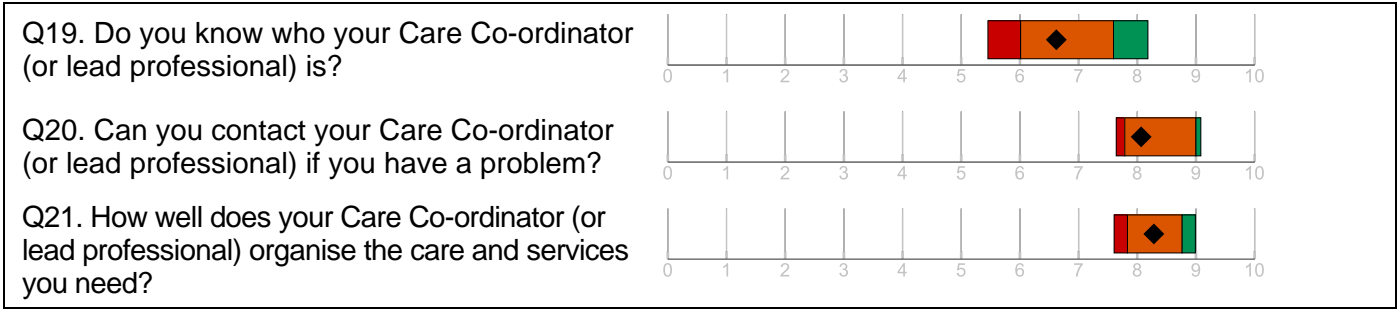 Q19. Do you know who your Care Co-ordinator
(or lead professional) is?
0 1 2 3 4 5 6 7 8 9 10
Q20. Can you contact your Care Co-ordinator
(or lead professional) if you have a problem?
0 1 2 3 4 5 6 7 8 9 10
Q21. How well does your Care Co-ordinator (or
lead professional) organise the care and services
you need?
0 1 2 3 4 5 6 7 8 9 10